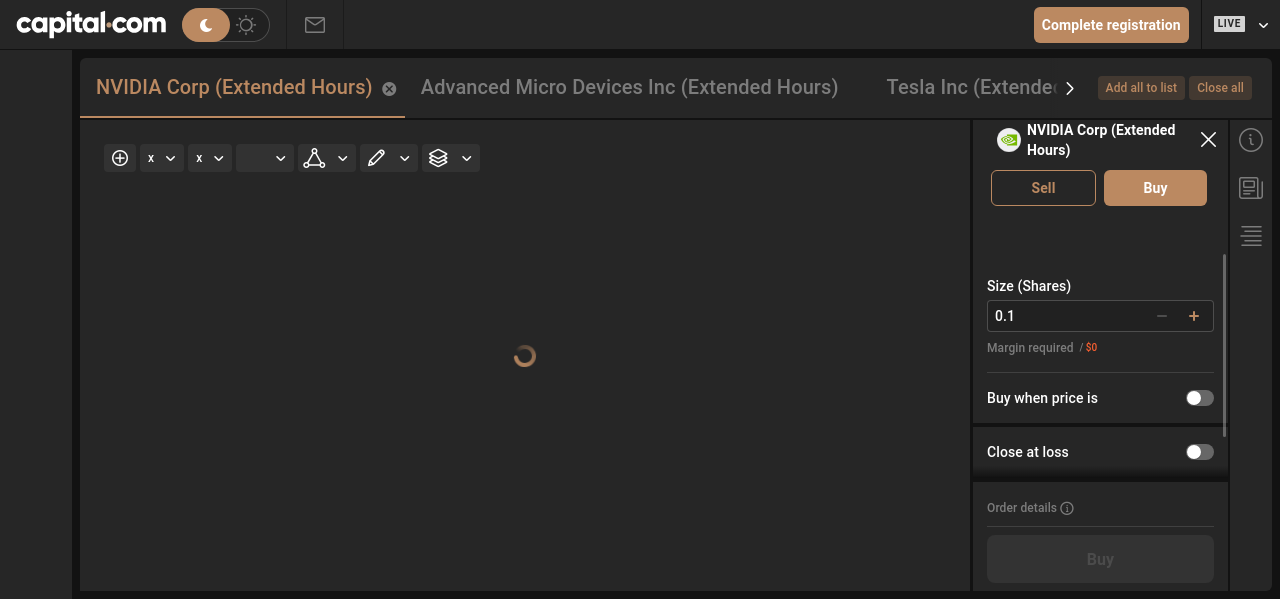 capital.com
Complete registration
LIVE
NVIDIA Corp (Extended Hours)
Advanced Micro Devices Inc (Extended Hours)
Tesla Inc (Extended
Add all to list
Close all
x
x
NVIDIA Corp (Extended
Hours)
Sell
Buy
Size (Shares)
0.1
Margin required / $0
Buy when price is
Close at loss
Order details
Buy